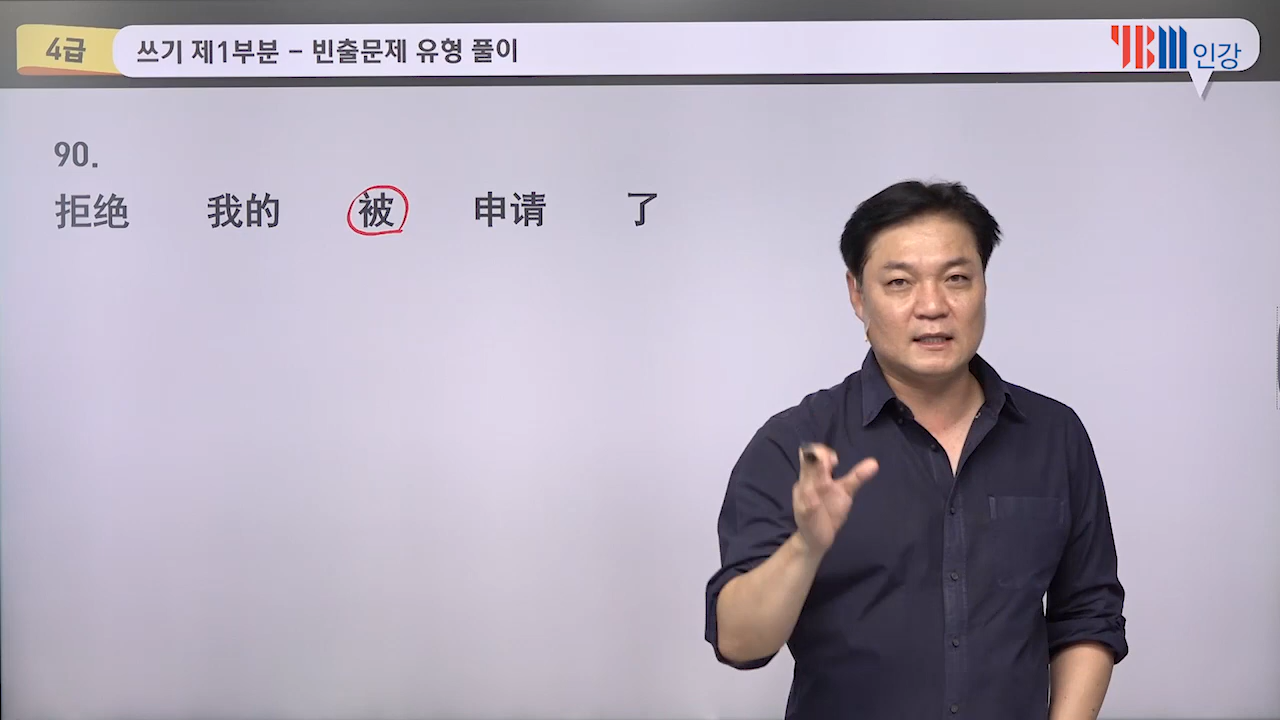 4급 쓰기 제1부분 – 빈출문제 유형 풀이 YBM 인강
90.
拒绝 我的 被 申请 了